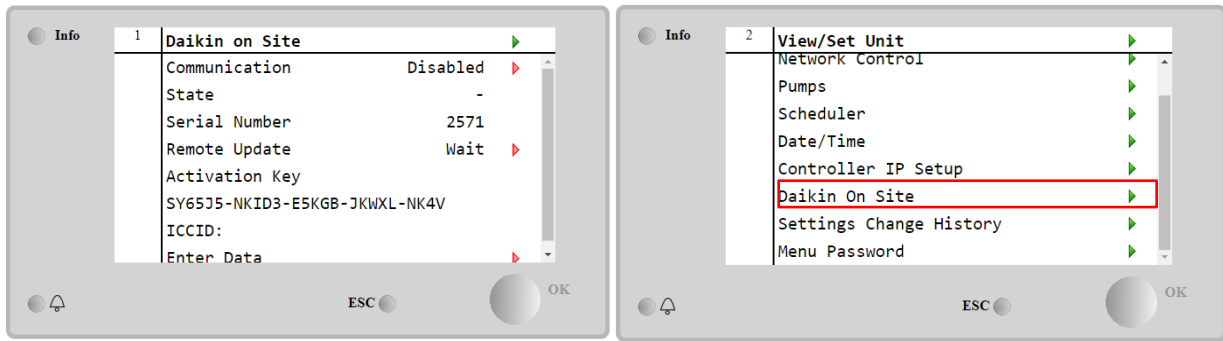 Info
1 Daikin on Site
Communication Disabled
State -
Serial Number 2571
Remote Update Wait
Activation Key
SY65J5-NKID3-E5KGB-JKWXL-NK4V
ICCID:
Enter Data
ESC OK
Info
2 View/Set Unit
Network Control
Pumps
Scheduler
Date/Time
Controller IP Setup
Daikin On Site
Settings Change History
Menu Password
ESC OK